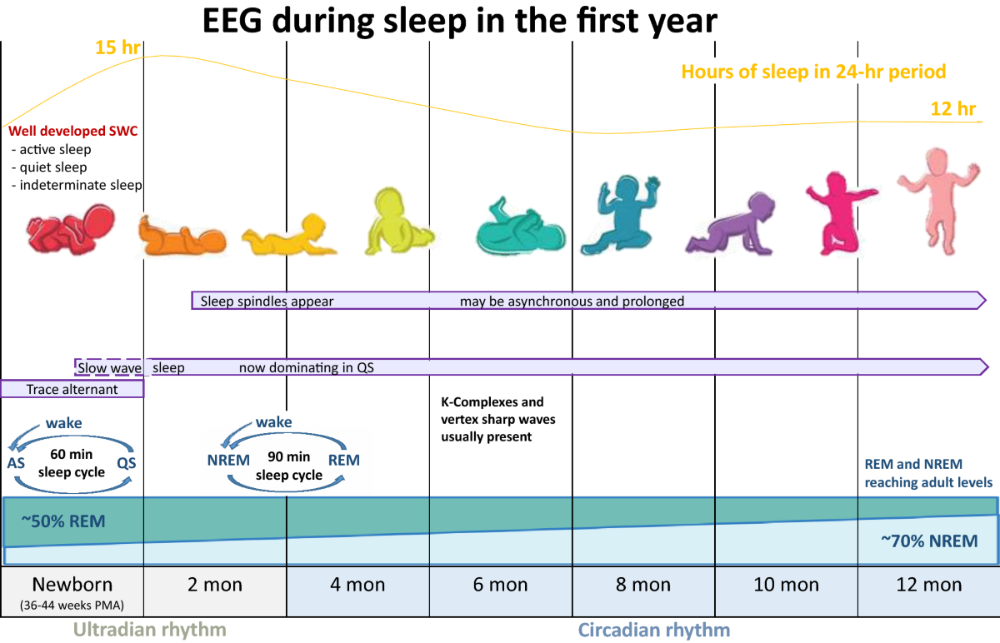 EEG during sleep in the first year
15 hr
Hours of sleep in 24-hr period
12 hr
Well developed SWC
- active sleep
- quiet sleep
- indeterminate sleep
Sleep spindles appear may be asynchronous and prolonged
Slow wave sleep now dominating in QS
Trace alternant
K-Complexes and
vertex sharp waves
usually present
wake
AS
60 min
sleep cycle
QS
wake
NREM
90 min
sleep cycle
REM
REM and NREM
reaching adult levels
~50% REM
~70% NREM
Newborn
(36-44 weeks PMA)
2 mon
4 mon
6 mon
8 mon
10 mon
12 mon
Ultradian rhythm
Circadian rhythm